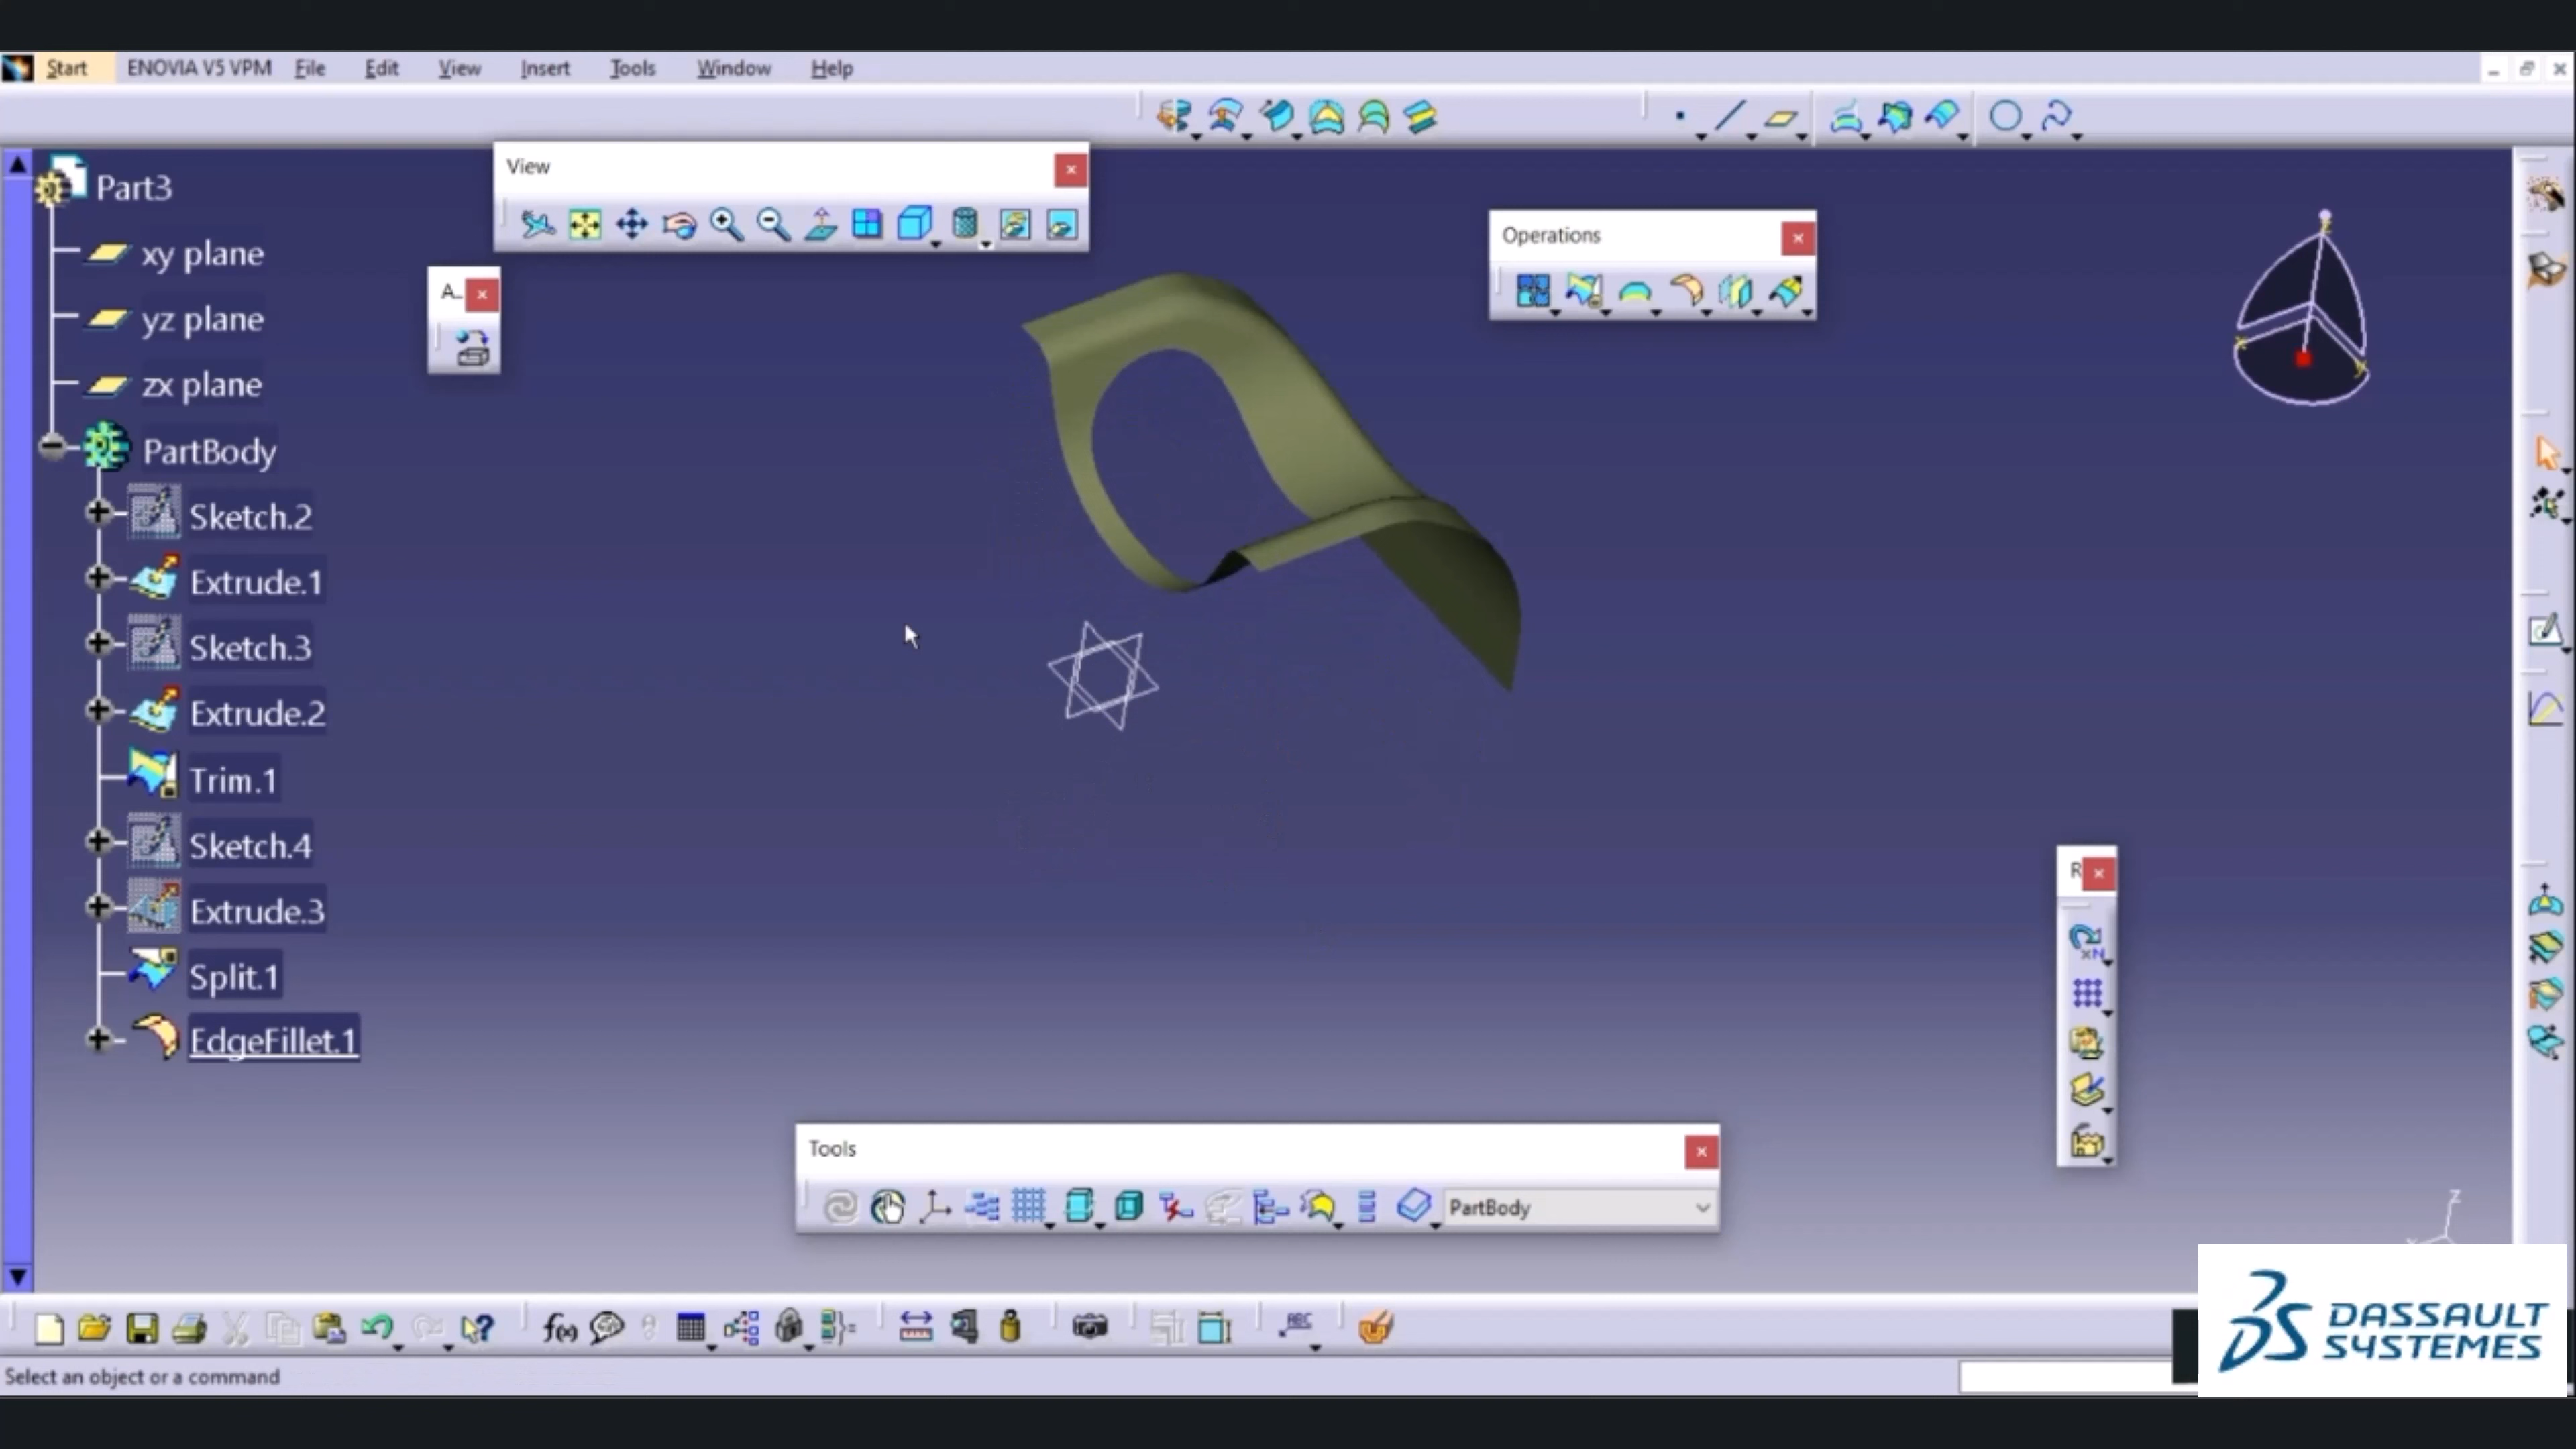 Start ENOVIA V5 VPM File Edit View Insert Tools Window Help
View
Operations
A..
Part3
xy plane
yz plane
zx plane
PartBody
Sketch.2
Extrude.1
Sketch.3
Extrude.2
Trim.1
Sketch.4
Extrude.3
Split.1
EdgeFillet.1
z
x
y
R
xN
Tools
PartBody
z
x
f(x)
ABC
Select an object or a command
DASSAULT
SYSTEMES